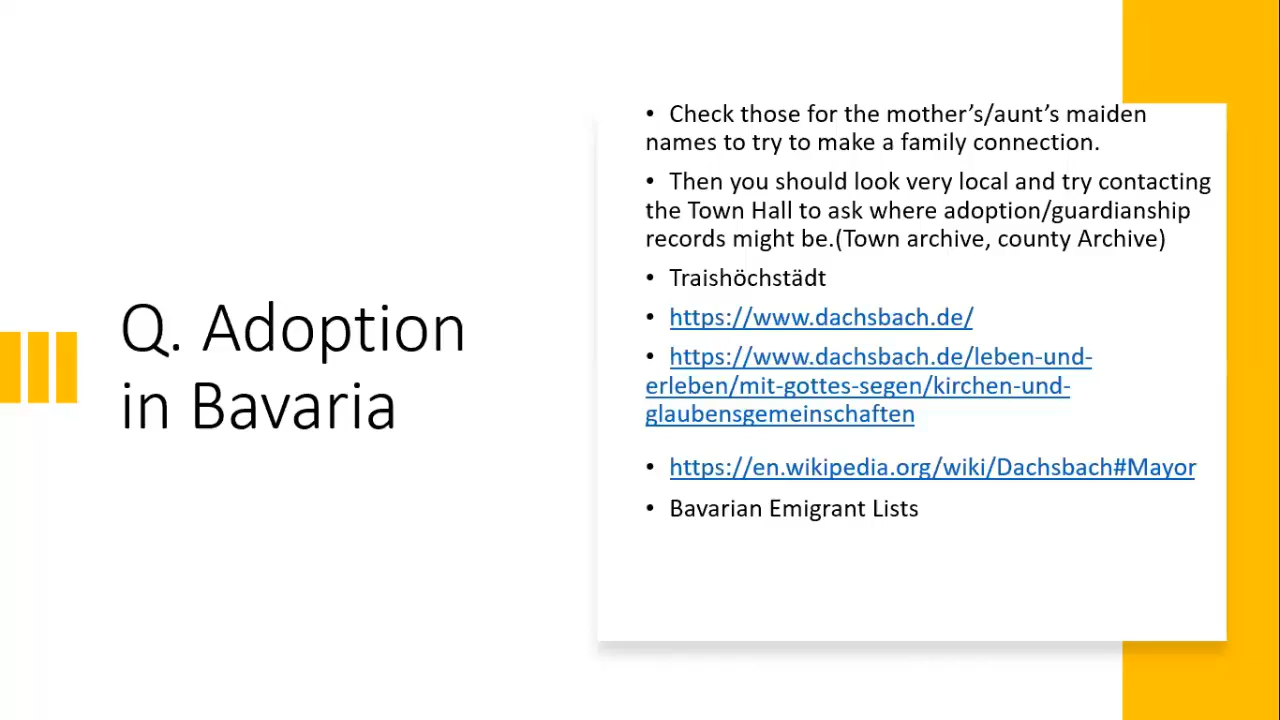 Q. Adoption
in Bavaria
• Check those for the mother's/aunt's maiden
names to try to make a family connection.
• Then you should look very local and try contacting
the Town Hall to ask where adoption/guardianship
records might be.(Town archive, county Archive)
• Traishöchstädt
• https://www.dachsbach.de/
• https://www.dachsbach.de/leben-und-
erleben/mit-gottes-segen/kirchen-und-
glaubensgemeinschaften
• https://en.wikipedia.org/wiki/Dachsbach#Mayor
• Bavarian Emigrant Lists